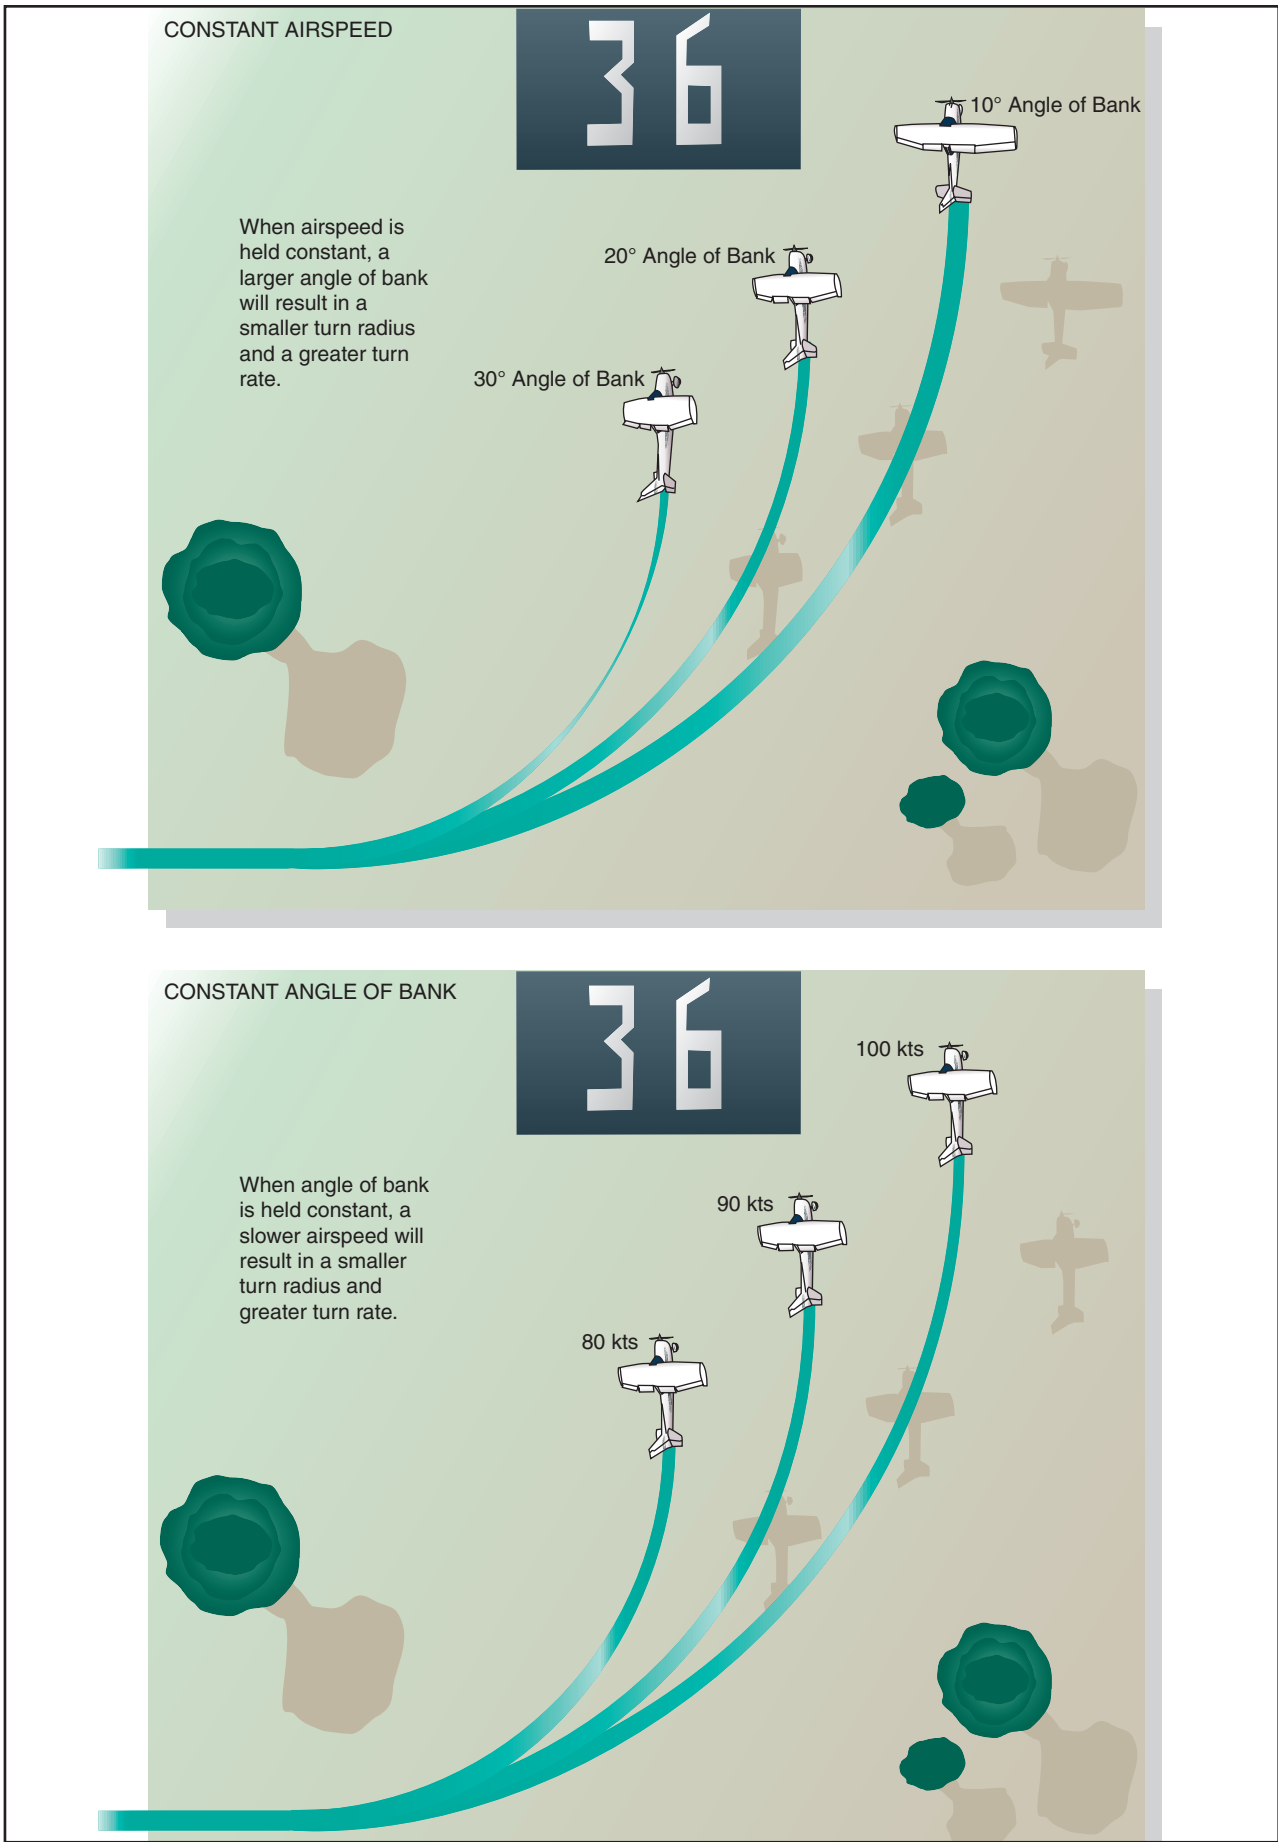 CONSTANT AIRSPEED
36
10° Angle of Bank
When airspeed is
held constant, a
larger angle of bank
will result in a
smaller turn radius
and a greater turn
rate.
20° Angle of Bank
30° Angle of Bank
CONSTANT ANGLE OF BANK
36
100 kts
When angle of bank
is held constant, a
slower airspeed will
result in a smaller
turn radius and
greater turn rate.
90 kts
80 kts